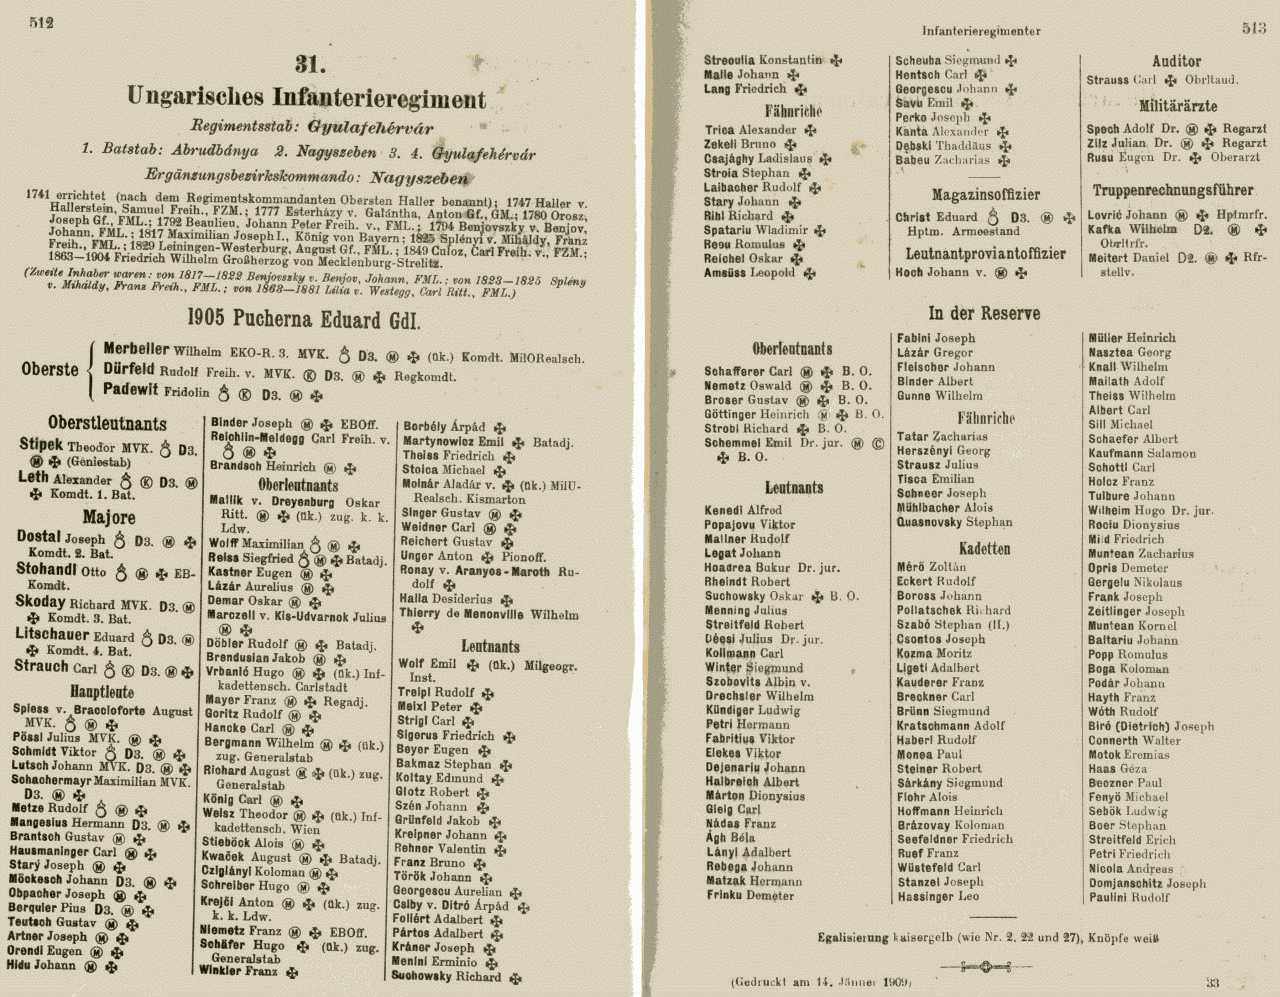 512
31.
Ungarisches Infanterieregiment
Regimentsstab: Gyulafehérvár
1. Batstab: Abrudbánya 2. Nagyszeben 3. 4. Gyulafehérvár
Ergänzungsbezirkskommando: Nagyszeben
1741 errichtet (nach dem Regimentskommandanten Obersten Haller benannt); 1747 Haller v.
Hallerstein, Samuel Freih., FZM.; 1777 Esterházy v. Galántha, Anton Gf., GM.; 1780 Orosz,
Joseph Gf., FML.; 1792 Beaulieu, Johann Peter Freih. v., FML.; 1794 Benjovszky v. Benjov,
Johann, FML.; 1817 Maximilian Joseph I., König von Bayern; 1825 Splényi v. Miháldy, Franz
Freih., FML.; 1829 Leiningen-Westerburg, August Gf., FML.; 1849 Culoz, Carl Freih. v., FZM.;
1863—1904 Friedrich Wilhelm Großherzog von Mecklenburg-Strelitz.
(Zweite Inhaber waren: von 1817—1822 Benjovszky v. Benjov, Johann, FML.; von 1823—1825 Splény
v. Miháldy, Franz Freih., FML.; von 1863—1881 Lilia v. Westegg, Carl Ritt., FML.)
1905 Pucherna Eduard GdI.
Oberste
Merbeller Wilhelm EKO-R. 3. MVK. D3. Ⓜ ✠ (ük.) Komdt. MilORealsch.
Dürfeld Rudolf Freih. v. MVK. Ⓚ D3. Ⓜ ✠ Regkomdt.
Padewit Fridolin Ⓚ D3. Ⓜ ✠
Oberstleutnants
Stipek Theodor MVK. D3.
Ⓜ ✠ (Geniestab)
Leth Alexander Ⓚ D3. Ⓜ
✠ Komdt. 1. Bat.
Majore
Dostal Joseph D3. Ⓜ ✠
Komdt. 2. Bat.
Stohandl Otto Ⓜ ✠ EB-
Komdt.
Skoday Richard MVK. D3. Ⓜ
✠ Komdt. 3. Bat.
Litschauer Eduard D3. Ⓜ
✠ Komdt. 4. Bat.
Strauch Carl Ⓚ D3. Ⓜ ✠
Hauptleute
Spiess v. Braccioforte August
MVK. Ⓜ ✠
Pössl Julius MVK. Ⓜ ✠
Schmidt Viktor D3. Ⓜ ✠
Lutsch Johann MVK. D3. Ⓜ ✠
Schachermayr Maximilian MVK.
D3. Ⓜ ✠
Metze Rudolf Ⓜ ✠
Mangesius Hermann D3. Ⓜ ✠
Brantsch Gustav Ⓜ ✠
Hausmaninger Carl Ⓜ ✠
Starý Joseph Ⓜ ✠
Möckesch Johann D3. Ⓜ ✠
Obpacher Joseph Ⓜ ✠
Berquier Pius D3. Ⓜ ✠
Teutsch Gustav Ⓜ ✠
Artner Joseph Ⓜ ✠
Orendi Eugen Ⓜ ✠
Hidu Johann Ⓜ ✠
Binder Joseph Ⓜ ✠ EBOff.
Reichlin-Meldegg Carl Freih. v.
Ⓜ ✠
Brandsch Heinrich Ⓜ ✠
Oberleutnants
Mallik v. Dreyenburg Oskar
Ritt. Ⓜ ✠ (ük.) zug. k. k.
Ldw.
Wolff Maximilian Ⓜ ✠
Reiss Siegfried Ⓜ ✠ Batadj.
Kastner Eugen Ⓜ ✠
Lázár Aurelius Ⓜ ✠
Demar Oskar Ⓜ ✠
Marczell v. Kis-Udvarnok Julius
Ⓜ ✠
Döbler Rudolf Ⓜ ✠ Batadj.
Brendusian Jakob Ⓜ ✠
Vrbanić Hugo Ⓜ ✠ (ük.) Inf-
kadettensch. Carlstadt
Mayer Franz Ⓜ ✠ Regadj.
Goritz Rudolf Ⓜ ✠
Hancke Carl Ⓜ ✠
Bergmann Wilhelm Ⓜ ✠ (ük.)
zug. Generalstab
Richard August Ⓜ ✠ (ük.) zug.
Generalstab
König Carl Ⓜ ✠
Weisz Theodor Ⓜ ✠ (ük.) Inf-
kadettensch. Wien
Stieböck Alois Ⓜ ✠
Kwaček August Ⓜ ✠ Batadj.
Cziglányi Koloman Ⓜ ✠
Schreiber Hugo Ⓜ ✠
Krejči Anton Ⓜ ✠ (ük.) zug.
k. k. Ldw.
Niemetz Franz Ⓜ ✠ EBOff.
Schäfer Hugo ✠ (ük.) zug.
Generalstab
Winkler Franz ✠
Borbély Árpád ✠
Martynowicz Emil ✠ Batadj.
Theiss Friedrich ✠
Stoica Michael ✠
Molnár Aladár v. ✠ (ük.) MilU-
Realsch. Kismarton
Singer Gustav Ⓜ ✠
Weidner Carl Ⓜ ✠
Reichert Gustav ✠
Unger Anton ✠ Pionoff.
Ronay v. Aranyos-Maroth Ru-
dolf ✠
Halla Desiderius ✠
Thierry de Menonville Wilhelm
✠
Leutnants
Wolf Emil ✠ (ük.) Milgeogr.
Inst.
Treipl Rudolf ✠
Meixl Peter ✠
Strigl Carl ✠
Sigerus Friedrich ✠
Beyer Eugen ✠
Bakmaz Stephan ✠
Koltay Edmund ✠
Glotz Robert ✠
Szén Johann ✠
Grünfeld Jakob ✠
Kreipner Johann ✠
Rehner Valentin ✠
Franz Bruno ✠
Török Johann ✠
Georgescu Aurelian ✠
Csiby v. Ditró Árpád ✠
Foliért Adalbert ✠
Pártos Adalbert ✠
Kráner Joseph ✠
Menini Erminio ✠
Suchowsky Richard ✠
Infanterieregimenter
513
Streoulia Konstantin ✠
Malle Johann ✠
Lang Friedrich ✠
Fähnriche
Trica Alexander ✠
Zekeli Bruno ✠
Csajághy Ladislaus ✠
Stroia Stephan ✠
Laibacher Rudolf ✠
Stary Johann ✠
Rihl Richard ✠
Spatariu Wladimir ✠
Resu Romulus ✠
Reichel Oskar ✠
Amsüss Leopold ✠
Scheuba Siegmund ✠
Hentsch Carl ✠
Georgescu Johann ✠
Savu Emil ✠
Perko Joseph ✠
Kanta Alexander ✠
Dębski Thaddäus ✠
Babeu Zacharias ✠
Magazinsoffizier
Christ Eduard D3. Ⓜ ✠
Hptm. Armeestand
Leutnantproviantoffizier
Hoch Johann v. Ⓜ ✠
Auditor
Strauss Carl ✠ Obrltaud.
Militärärzte
Spech Adolf Dr. Ⓜ ✠ Regarzt
Zilz Julian Dr. Ⓜ ✠ Regarzt
Rusu Eugen Dr. ✠ Oberarzt
Truppenrechnungsführer
Lovrić Johann Ⓜ ✠ Hptmrfr.
Kafka Wilhelm D2. Ⓜ ✠
Obrltrfr.
Meitert Daniel D2. Ⓜ ✠ Rfr-
stellv.
In der Reserve
Oberleutnants
Schafferer Carl Ⓜ ✠ B. O.
Nemetz Oswald Ⓜ ✠ B. O.
Broser Gustav Ⓜ ✠ B. O.
Göttinger Heinrich Ⓜ ✠ B. O.
Strobl Richard ✠ B. O.
Schemmel Emil Dr. jur. Ⓜ Ⓒ
✠ B. O.
Leutnants
Kenedi Alfred
Popajovu Viktor
Mallner Rudolf
Legat Johann
Hoadrea Bukur Dr. jur.
Rheindt Robert
Suchowsky Oskar ✠ B. O.
Menning Julius
Streitfeld Robert
Décsi Julius Dr. jur.
Kollmann Carl
Winter Siegmund
Szobovits Albin v.
Drechsler Wilhelm
Kündiger Ludwig
Petri Hermann
Fabritius Viktor
Elekes Viktor
Dejenariu Johann
Halbreich Albert
Márton Dionysius
Gleig Carl
Nádas Franz
Ágh Béla
Lányi Adalbert
Rebega Johann
Matzak Hermann
Frinku Demeter
Fabini Joseph
Lázár Gregor
Fleischer Johann
Binder Albert
Gunne Wilhelm
Fähnriche
Tatar Zacharias
Herszényi Georg
Strausz Julius
Tisca Emilian
Schneer Joseph
Mühlbacher Alois
Quasnovsky Stephan
Kadetten
Mérö Zoltán
Eckert Rudolf
Boross Johann
Pollatschek Richard
Szabó Stephan (II.)
Csontos Joseph
Kozma Moritz
Ligeti Adalbert
Kauderer Franz
Breckner Carl
Brünn Siegmund
Kratschmann Adolf
Haberl Rudolf
Monea Paul
Steiner Robert
Sárkány Siegmund
Flohr Alois
Hoffmann Heinrich
Brázovay Koloman
Seefeldner Friedrich
Ruef Franz
Wüstefeld Carl
Stanzel Joseph
Hassinger Leo
Müller Heinrich
Nasztea Georg
Knall Wilhelm
Mailath Adolf
Theiss Wilhelm
Albert Carl
Sill Michael
Schaefer Albert
Kaufmann Salamon
Schottl Carl
Holcz Franz
Tulbure Johann
Wilheim Hugo Dr. jur.
Rociu Dionysius
Mild Friedrich
Muntean Zacharius
Opris Demeter
Gergelu Nikolaus
Frank Joseph
Zeitlinger Joseph
Muntean Kornel
Baltariu Johann
Popp Romulus
Boga Koloman
Podár Johann
Hayth Franz
Wóth Rudolf
Biró (Dietrich) Joseph
Connerth Walter
Motok Eremias
Haas Géza
Beczner Paul
Fenyö Michael
Sebök Ludwig
Boer Stephan
Streitfeld Erich
Petri Friedrich
Nicola Andreas
Domjanschitz Joseph
Paulini Rudolf
Egalisierung kaisergelb (wie Nr. 2, 22 und 27), Knöpfe weiß
(Gedruckt am 14. Jänner 1909)
33